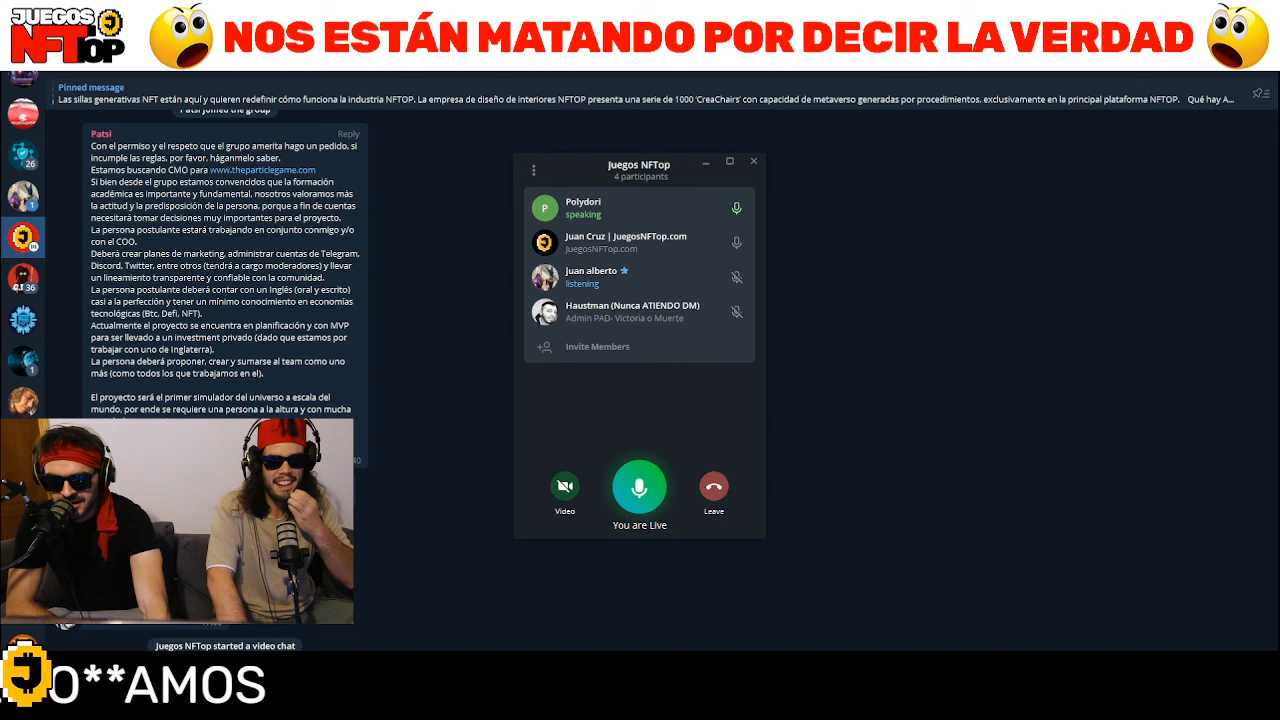 JUEGOS
NFTTOP
NOS ESTÁN MATANDO POR DECIR LA VERDAD
Pinned message
Las sillas generativas NFT están aquí y quieren redefinir cómo funciona la industria NFTOP. La empresa de diseño de interiores NFTOP presenta una serie de 1000 ‘CreaChairs’ con capacidad de metaverso generadas por procedimientos, exclusivamente en la principal plataforma NFTOP. Qué hay A...
Patsi joined the group
Patsi
Reply
Con el permiso y el respeto que el grupo amerita hago un pedido, si
incumple las reglas, por favor, háganmelo saber.
Estamos buscando CMO para www.theparticlegame.com
Si bien desde el grupo estamos convencidos que la formación
académica es importante y fundamental, nosotros valoramos más
la actitud y la predisposición de la persona, porque a fin de cuentas
necesitará tomar decisiones muy importantes para el proyecto.
La persona postulante estará trabajando en conjunto conmigo y/o
con el COO.
Deberá crear planes de marketing, administrar cuentas de Telegram,
Discord, Twitter, entre otros (tendrá a cargo moderadores) y llevar
un lineamiento transparente y confiable con la comunidad.
La persona postulante deberá contar con un Inglés (oral y escrito)
casi a la perfección y tener un mínimo conocimiento en economías
tecnológicas (Btc, Defi, NFT).
Actualmente el proyecto se encuentra en planificación y con MVP
para ser llevado a un investment privado (dado que estamos por
trabajar con uno de Inglaterra).
La persona deberá proponer, crear y sumarse al team como uno
más (como todos los que trabajamos en el).
El proyecto será el primer simulador del universo a escala del
mundo, por ende se requiere una persona a la altura y con mucha
26
1
36
1
Juegos NFTop
4 participants
P
Polydori
speaking
Juan Cruz | JuegosNFTop.com
JuegosNFTop.com
Juan alberto
listening
Haustman (Nunca ATIENDO DM)
Admin PAD- Victoria o Muerte
Invite Members
Video
Leave
You are Live
Juegos NFTop started a video chat
O**AMOS